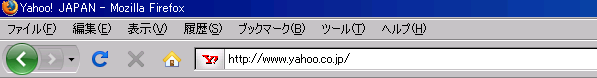 Yahoo! JAPAN - Mozilla Firefox
ファイル(F) 編集(E) 表示(V) 履歴(S) ブックマーク(B) ツール(T) ヘルプ(H)
Y! http://www.yahoo.co.jp/